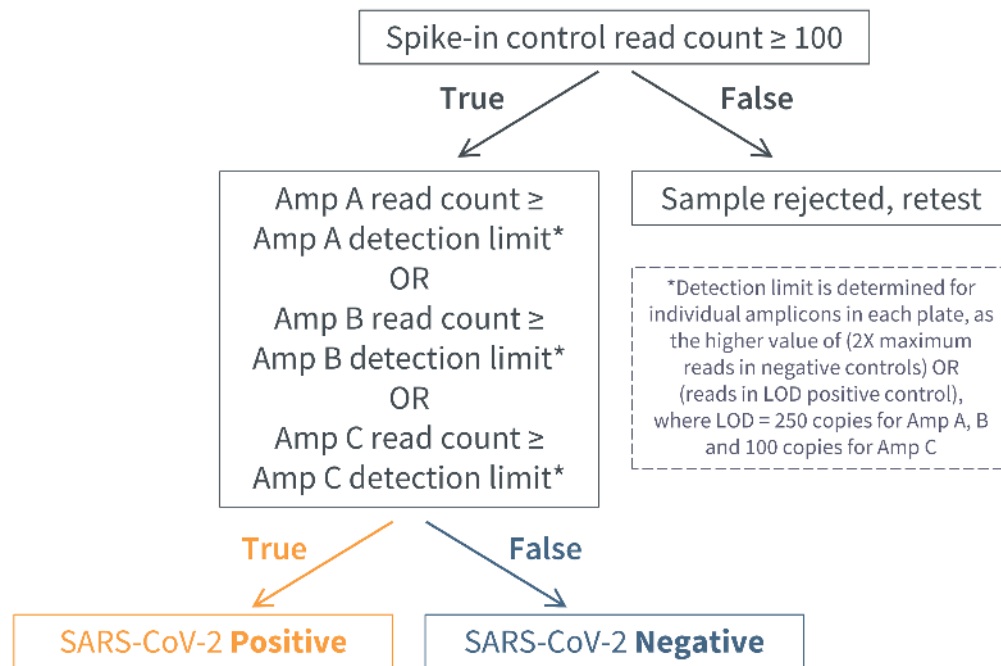 Spike-in control read count ≥ 100
True
False
Amp A read count ≥
Amp A detection limit*
OR
Amp B read count ≥
Amp B detection limit*
OR
Amp C read count ≥
Amp C detection limit*
Sample rejected, retest
*Detection limit is determined for
individual amplicons in each plate, as
the higher value of (2X maximum
reads in negative controls) OR
(reads in LOD positive control),
where LOD = 250 copies for Amp A, B
and 100 copies for Amp C
True
False
SARS-CoV-2 Positive
SARS-CoV-2 Negative